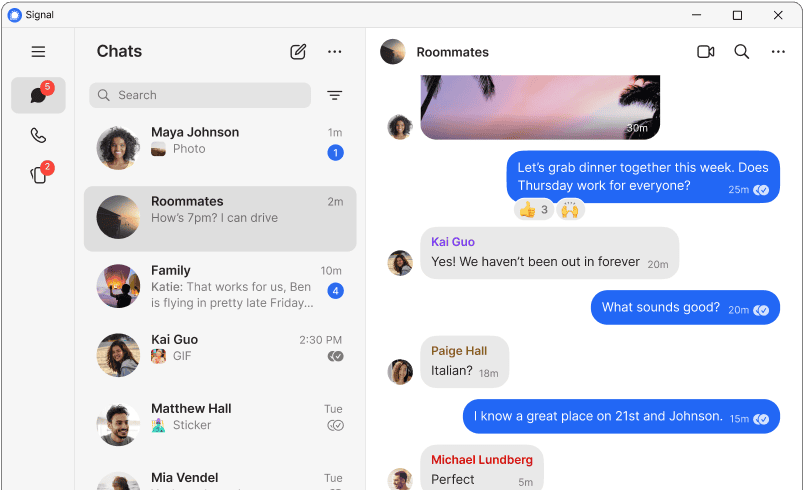 Signal
5
2
Chats
Search
Maya Johnson 1m
Photo 1
Roommates 2m
How's 7pm? I can drive
Family 10m
Katie: That works for us, Ben 4
is flying in pretty late Friday...
Kai Guo 2:30 PM
GIF
Matthew Hall Tue
Sticker
Mia Vendel Tue
Roommates
30m
Let's grab dinner together this week. Does
Thursday work for everyone? 25m
3
Kai Guo
Yes! We haven't been out in forever 20m
What sounds good? 20m
Paige Hall
Italian? 18m
I know a great place on 21st and Johnson. 15m
Michael Lundberg
Perfect 5m